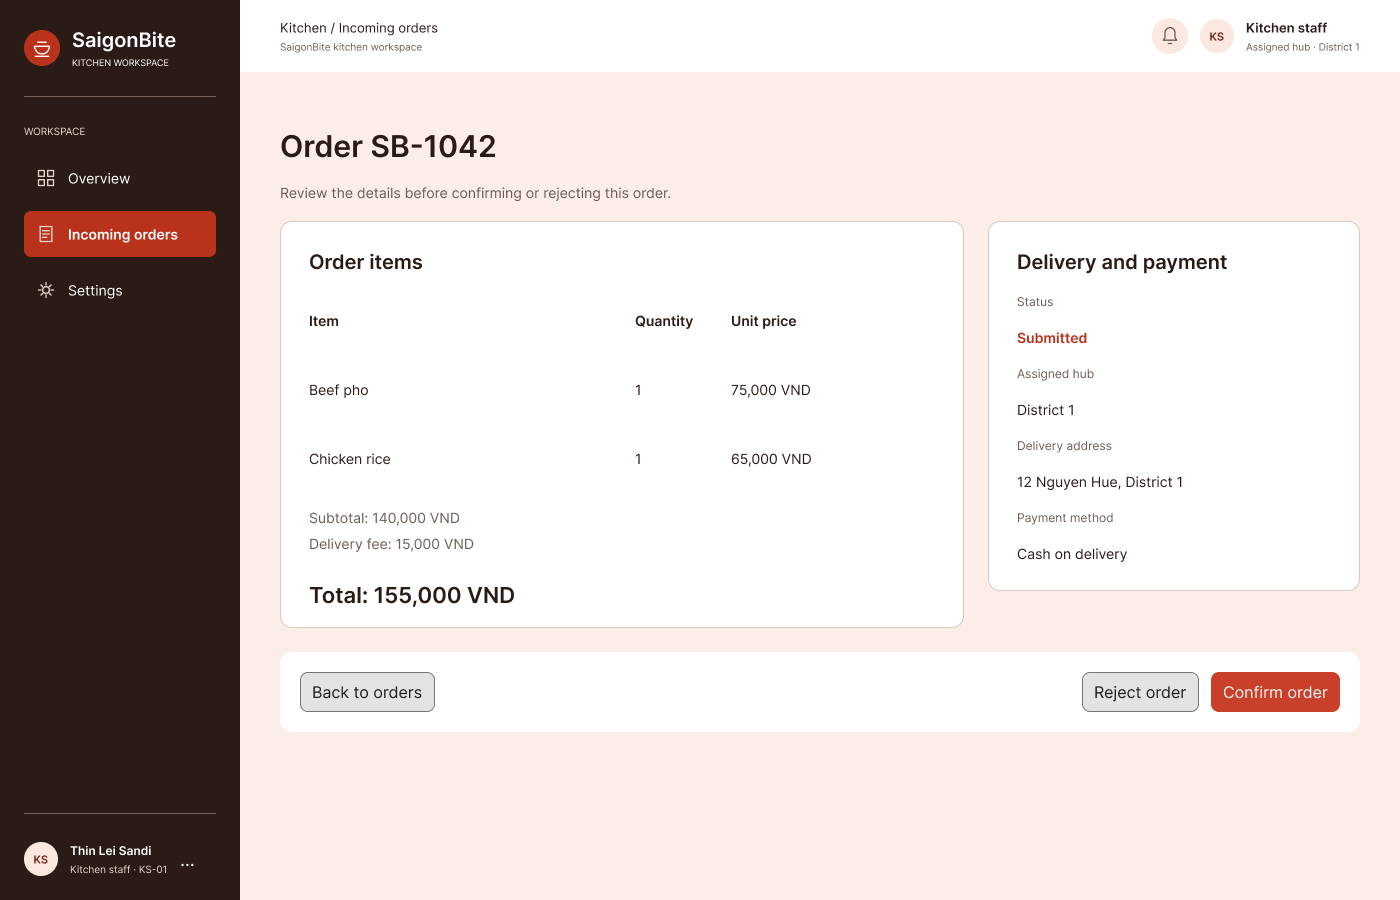 SaigonBite
KITCHEN WORKSPACE
WORKSPACE
Overview
Incoming orders
Settings
KS
Thin Lei Sandi
Kitchen staff · KS-01
...
Kitchen / Incoming orders
SaigonBite kitchen workspace
KS
Kitchen staff
Assigned hub · District 1
Order SB-1042
Review the details before confirming or rejecting this order.
Order items
Item Quantity Unit price
Beef pho 1 75,000 VND
Chicken rice 1 65,000 VND
Subtotal: 140,000 VND
Delivery fee: 15,000 VND
Total: 155,000 VND
Delivery and payment
Status
Submitted
Assigned hub
District 1
Delivery address
12 Nguyen Hue, District 1
Payment method
Cash on delivery
Back to orders
Reject order
Confirm order